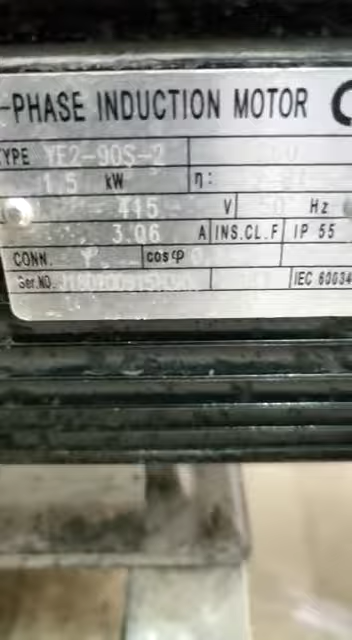 -PHASE INDUCTION MOTOR
TYPE YE2-90S-2
1.5 kW η:
415 V 50 Hz
3.06 A INS.CL.F IP 55
CONN. Y cosφ
Ser.NO.
IEC 60034